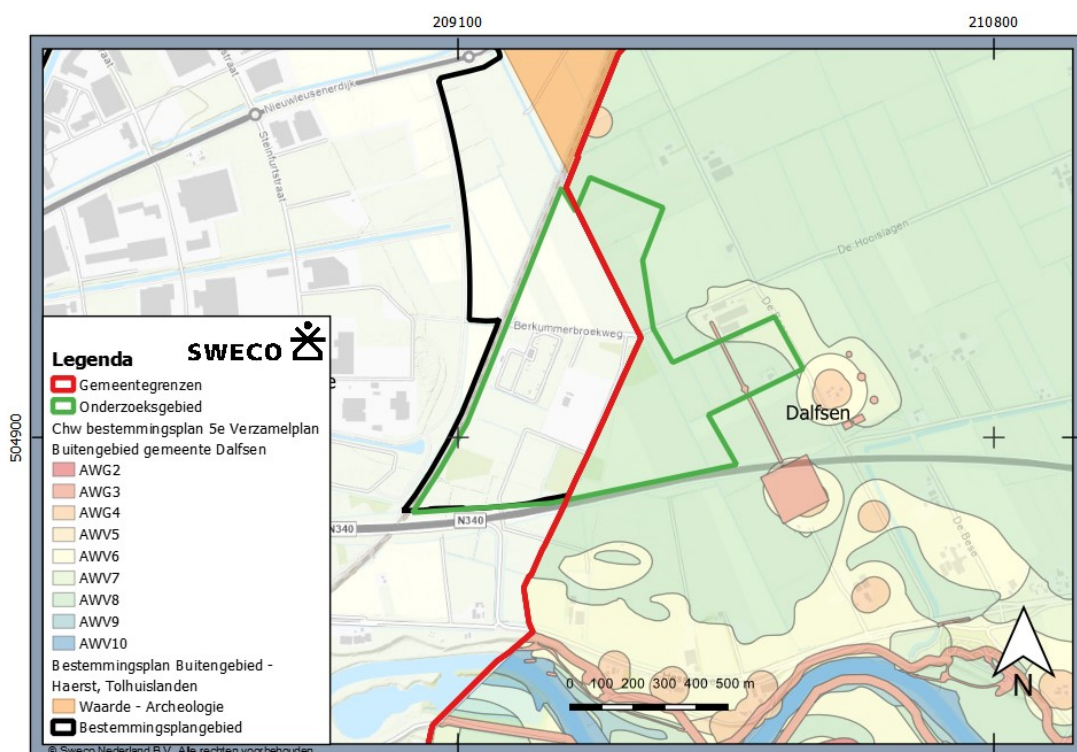 209100
210800
504900
Nieuwleusenerdijk
Steinfurtstraat
straat
straat
De Hooislagen
Berkummerbroekweg
Dalfsen
N340
N340
De Bese
e
Legenda
SWECO
Gemeentegrenzen
Onderzoeksgebied
Chw bestemmingsplan 5e Verzamelplan
Buitengebied gemeente Dalfsen
AWG2
AWG3
AWG4
AWV5
AWV6
AWV7
AWV8
AWV9
AWV10
Bestemmingsplan Buitengebied -
Haerst, Tolhuislanden
Waarde - Archeologie
Bestemmingsplangebied
0 100 200 300 400 500 m
N
© Sweco Nederland B.V. Alle rechten voorbehouden